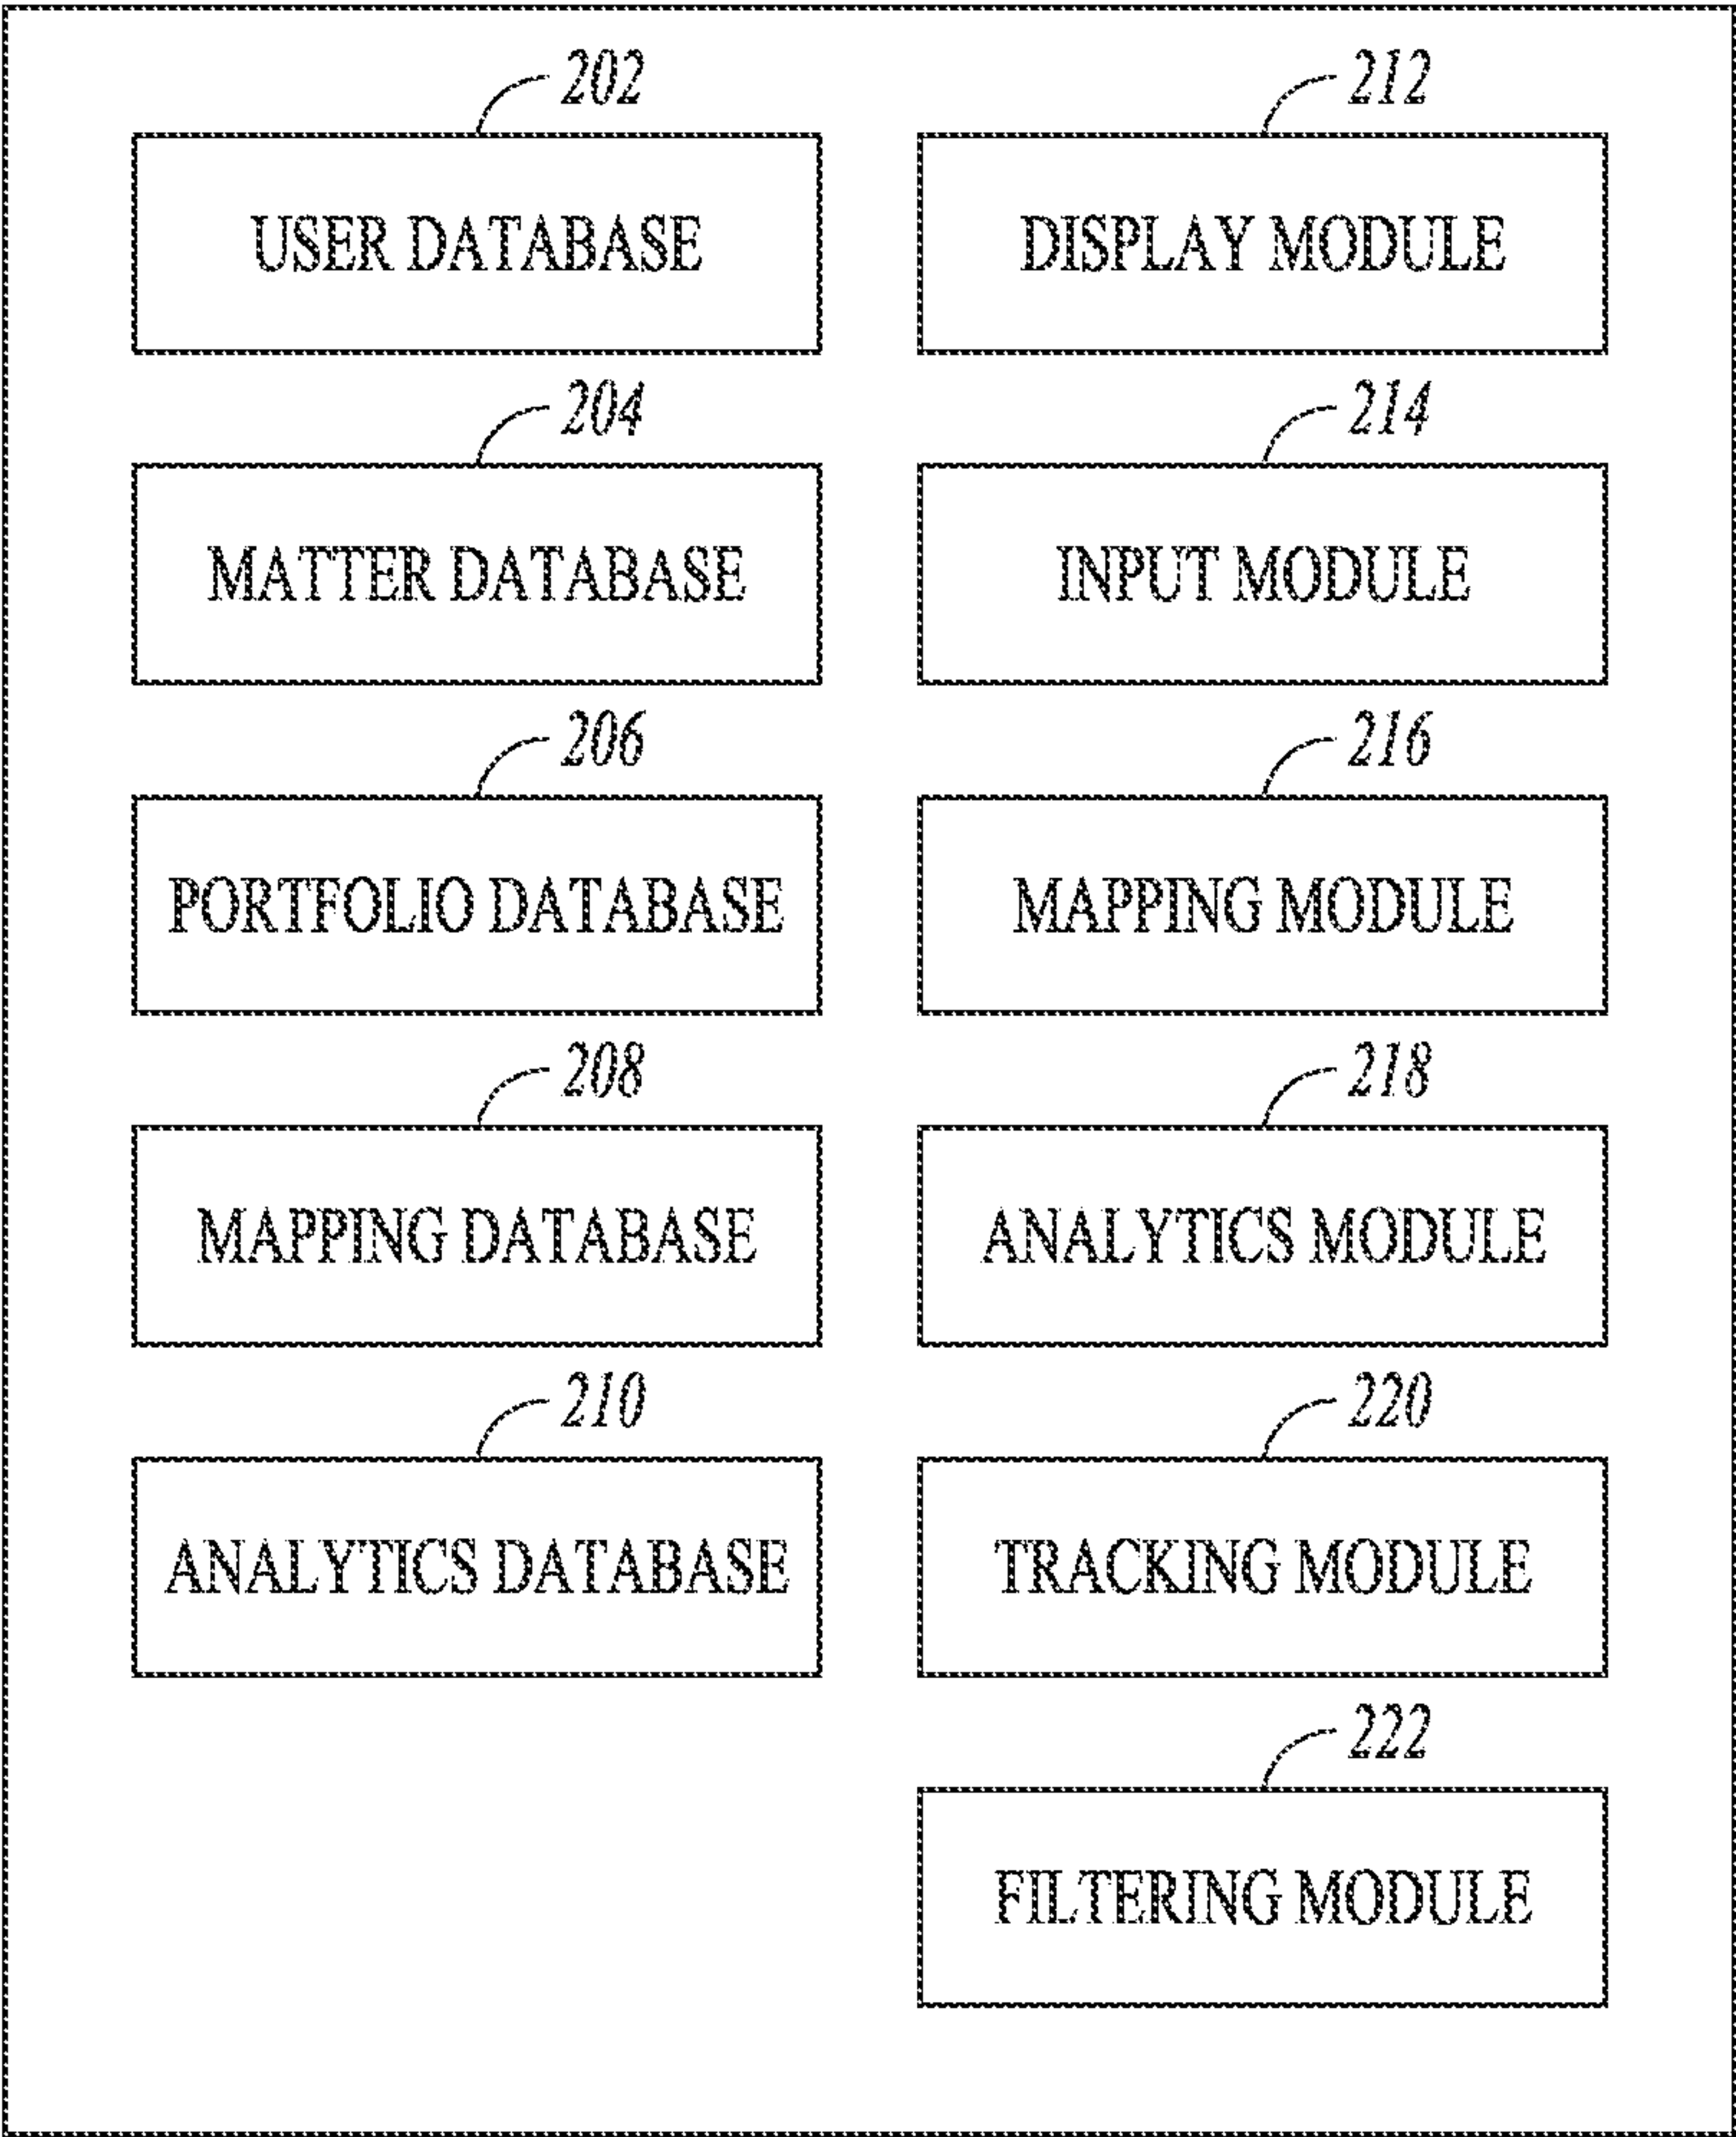 202
USER DATABASE
212
DISPLAY MODULE
204
MATTER DATABASE
214
INPUT MODULE
206
PORTFOLIO DATABASE
216
MAPPING MODULE
208
MAPPING DATABASE
218
ANALYTICS MODULE
210
ANALYTICS DATABASE
220
TRACKING MODULE
222
FILTERING MODULE